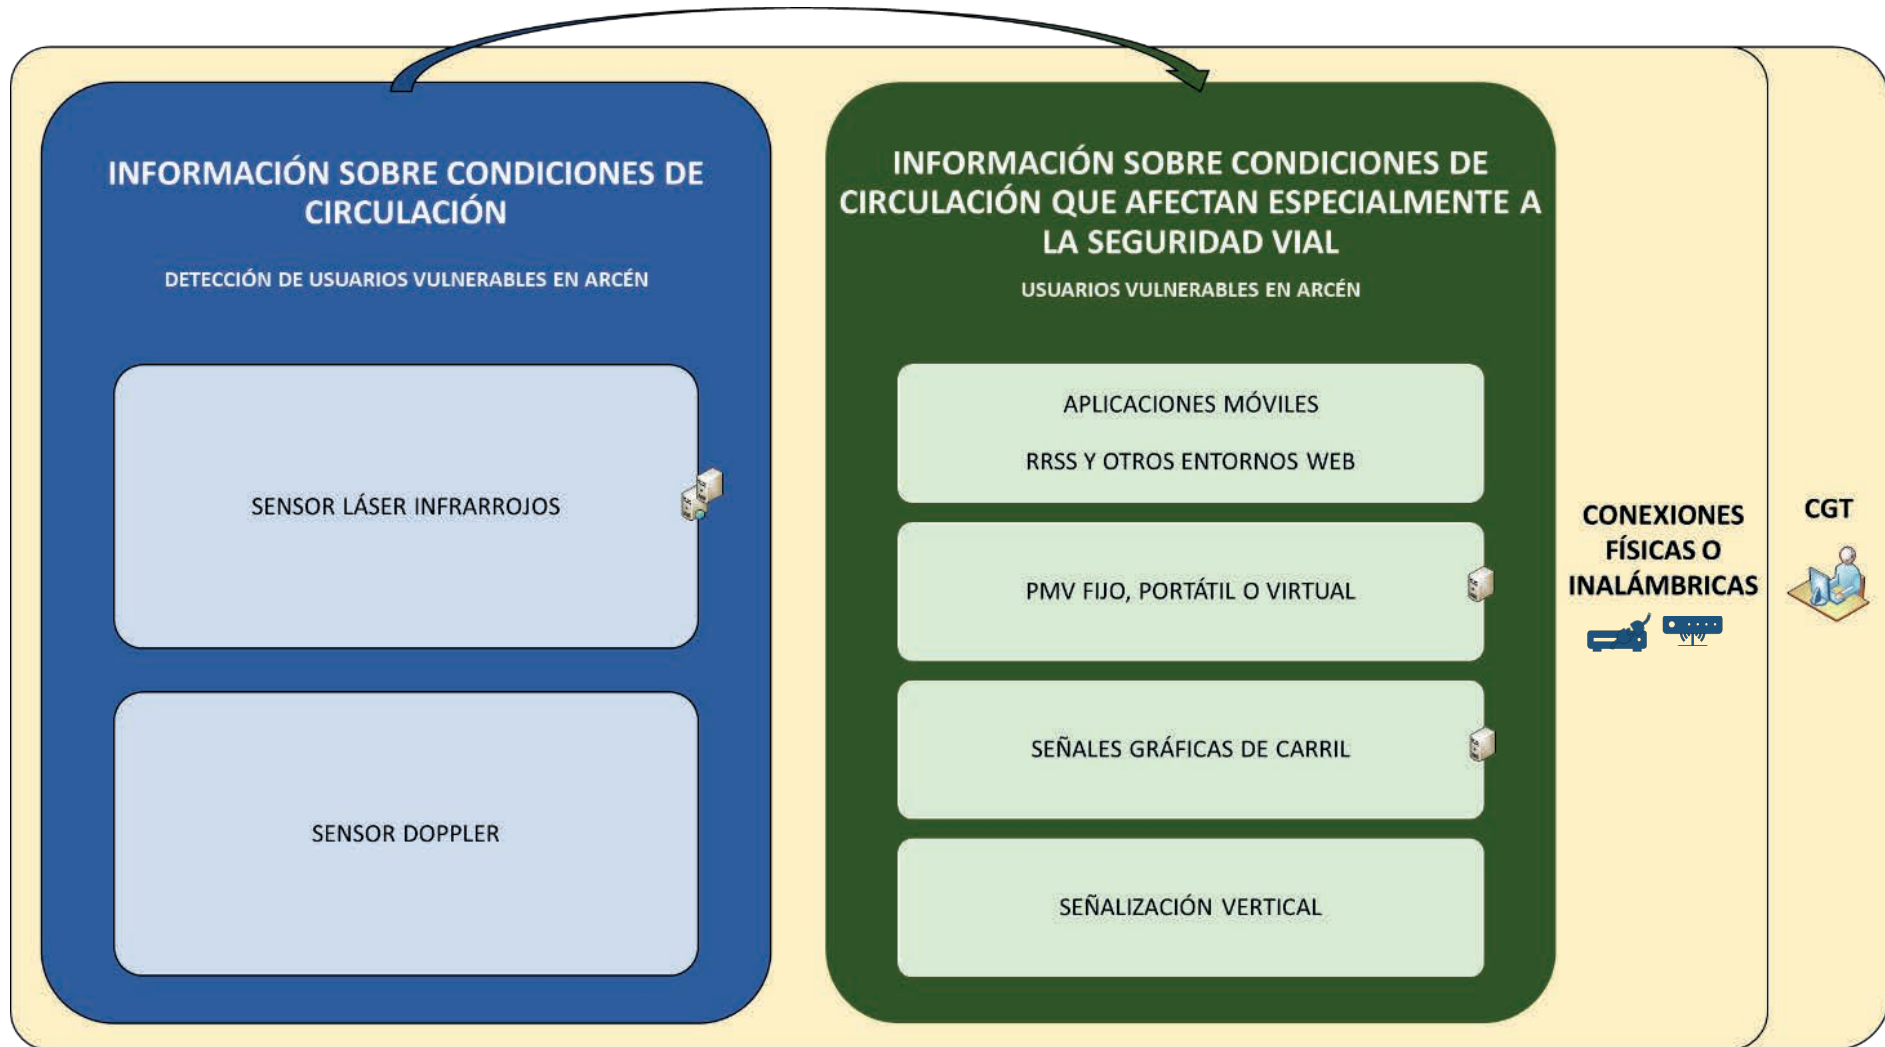 INFORMACIÓN SOBRE CONDICIONES DE
CIRCULACIÓN
DETECCIÓN DE USUARIOS VULNERABLES EN ARCÉN
SENSOR LÁSER INFRARROJOS
SENSOR DOPPLER
INFORMACIÓN SOBRE CONDICIONES DE
CIRCULACIÓN QUE AFECTAN ESPECIALMENTE A
LA SEGURIDAD VIAL
USUARIOS VULNERABLES EN ARCÉN
APLICACIONES MÓVILES
RRSS Y OTROS ENTORNOS WEB
PMV FIJO, PORTÁTIL O VIRTUAL
SEÑALES GRÁFICAS DE CARRIL
SEÑALIZACIÓN VERTICAL
CONEXIONES
FÍSICAS O
INALÁMBRICAS
CGT